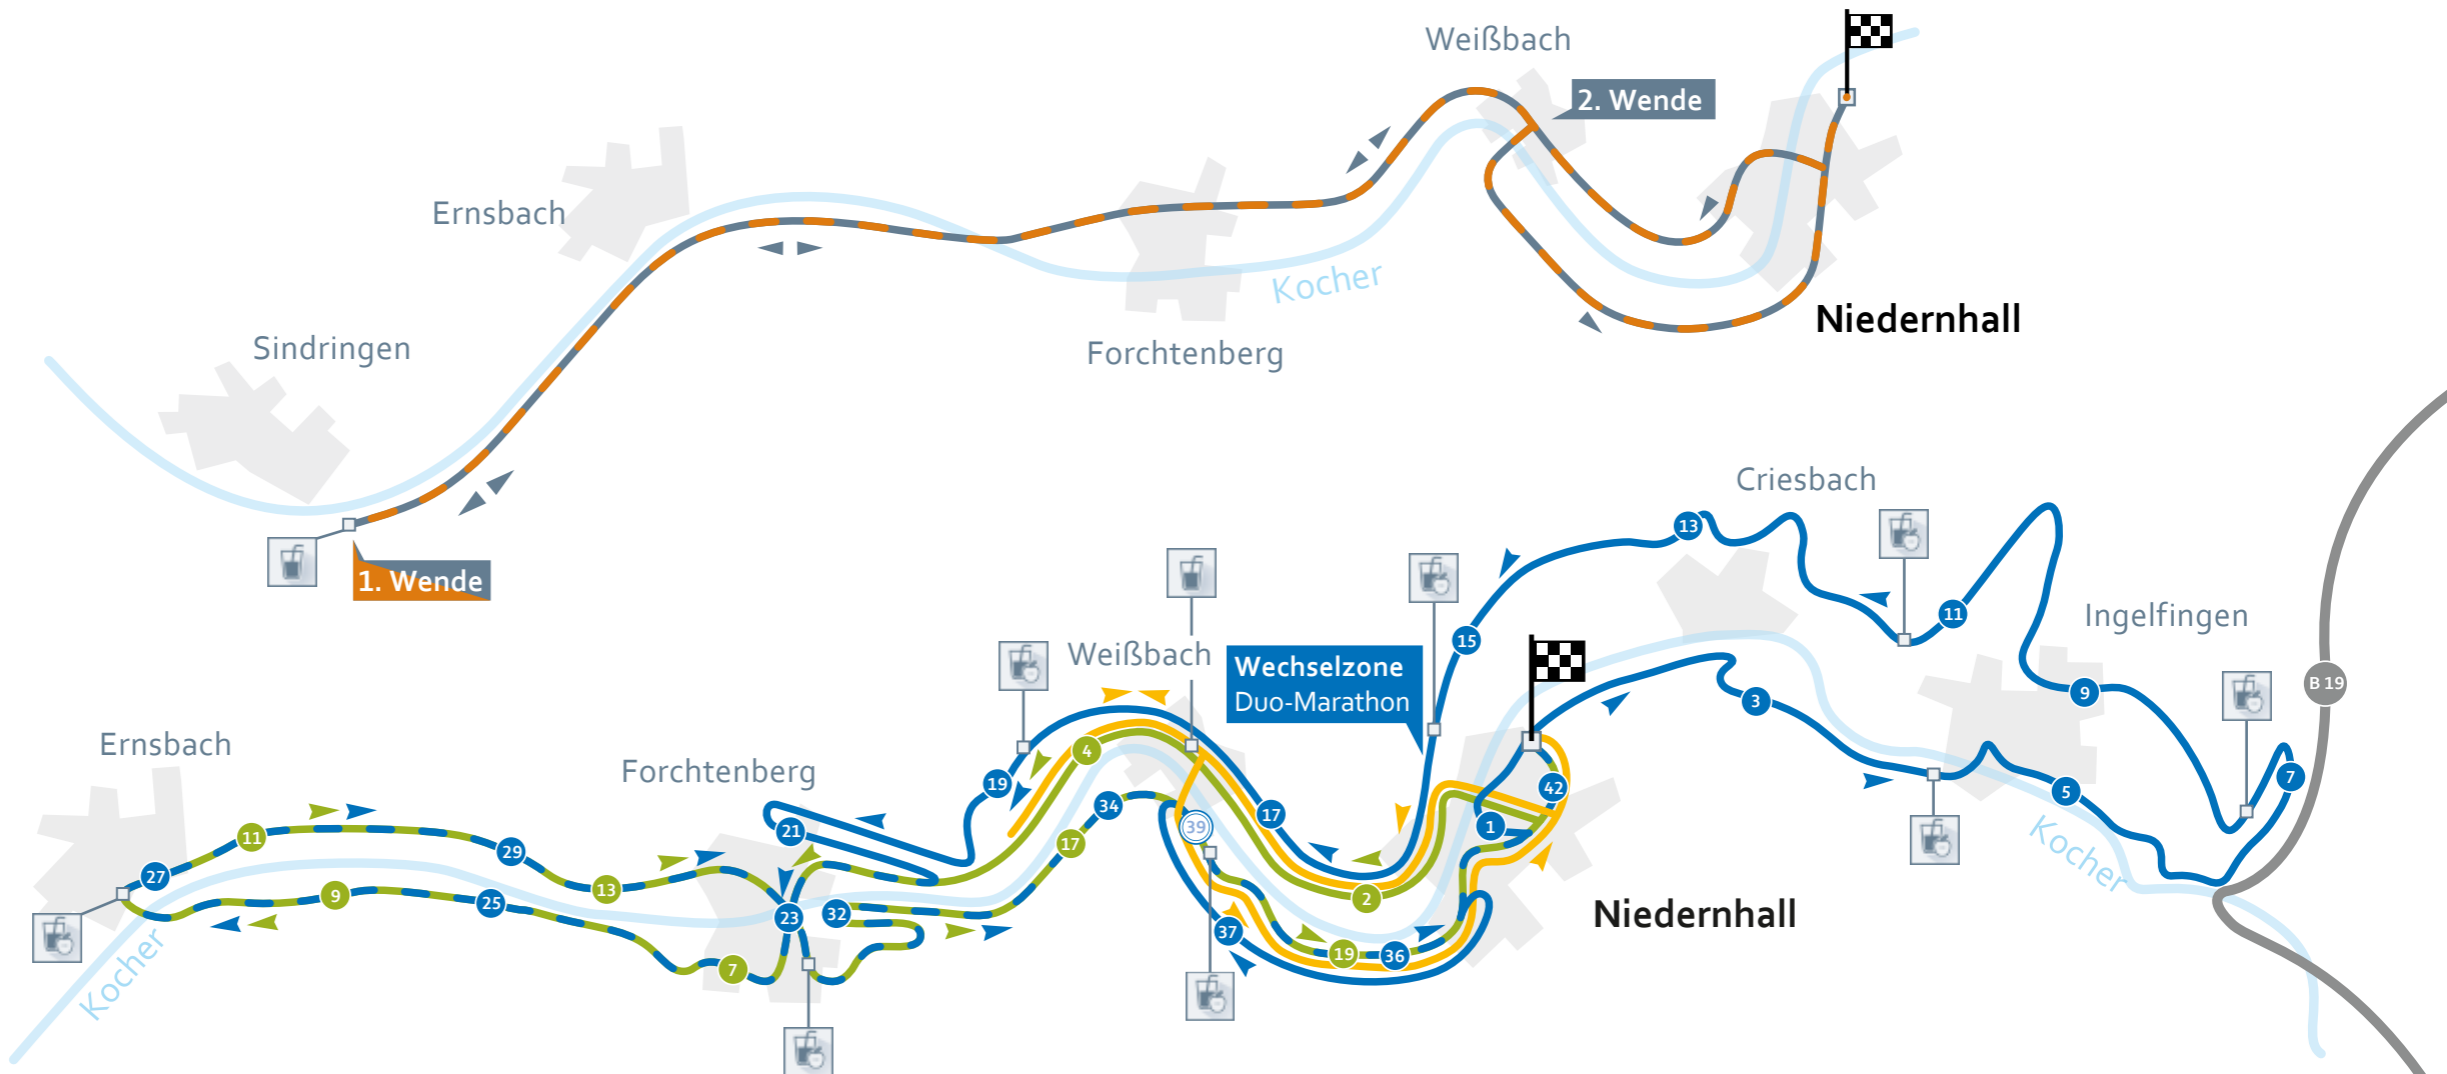 Weißbach
2. Wende
Ernsbach
Kocher
Niedernhall
Sindringen
Forchtenberg
1. Wende
Criesbach
13
11
Ingelfingen
15
Weißbach
Wechselzone
Duo-Marathon
B 19
9
3
Ernsbach
Forchtenberg
4
19
34
17
42
7
5
21
1
39
17
11
29
27
13
9
25
2
Kocher
23
32
37
Niedernhall
19
36
7
Kocher